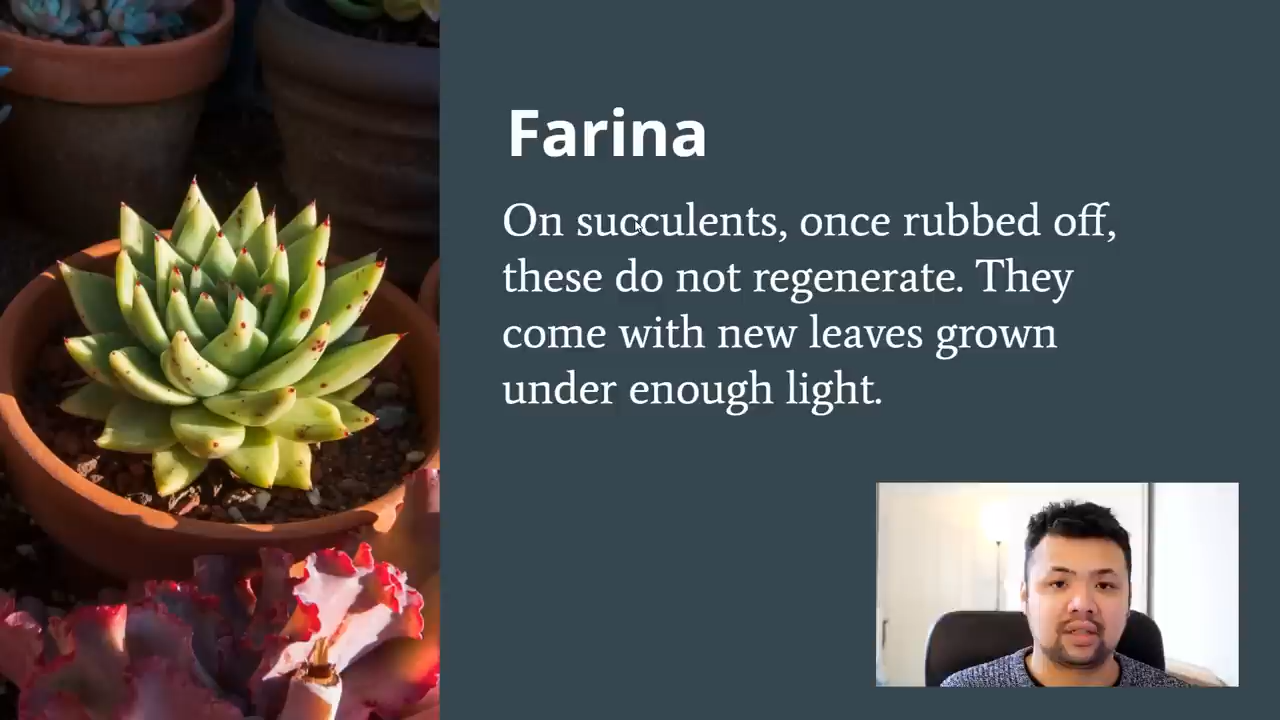 Farina
On succulents, once rubbed off,
these do not regenerate. They
come with new leaves grown
under enough light.